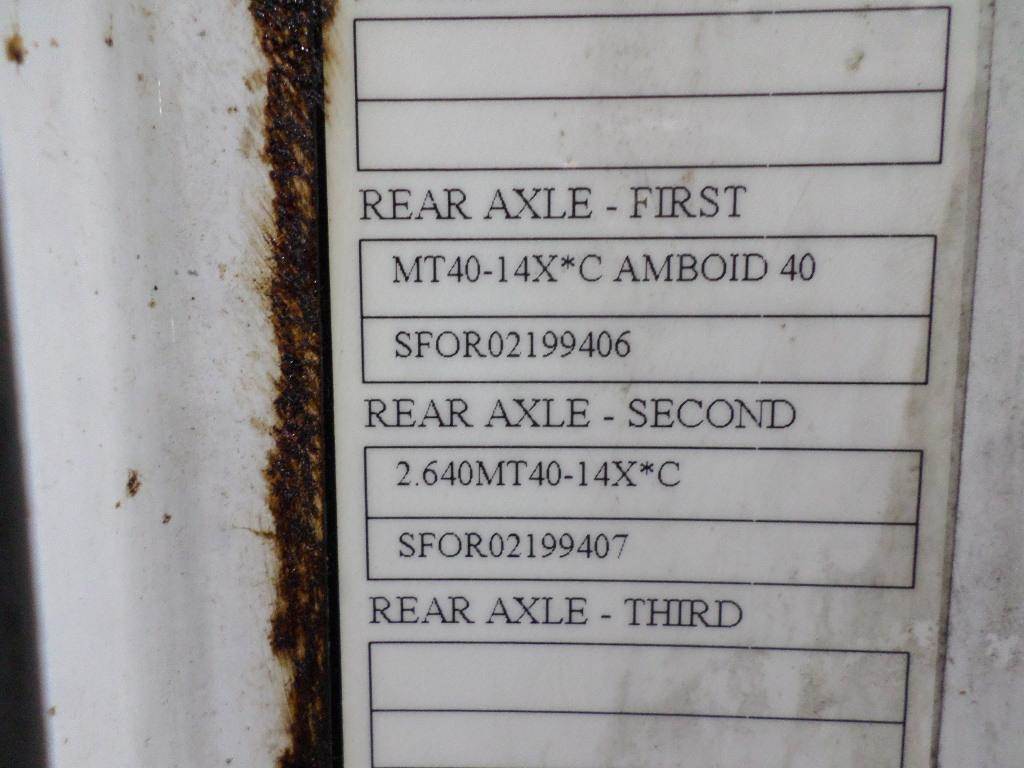 REAR AXLE - FIRST
MT40-14X*C AMBOID 40
SFOR02199406
REAR AXLE - SECOND
2.640MT40-14X*C
SFOR02199407
REAR AXLE - THIRD